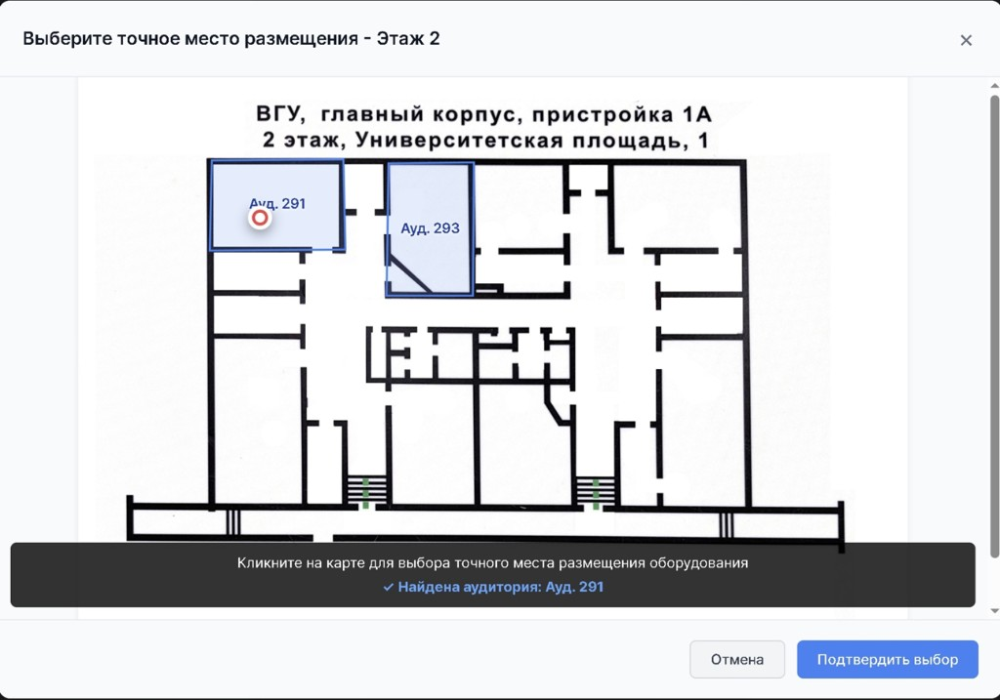 Выберите точное место размещения - Этаж 2
ВГУ, главный корпус, пристройка 1А
2 этаж, Университетская площадь, 1
Ауд. 291
Ауд. 293
Кликните на карте для выбора точного места размещения оборудования
✓ Найдена аудитория: Ауд. 291
Отмена
Подтвердить выбор